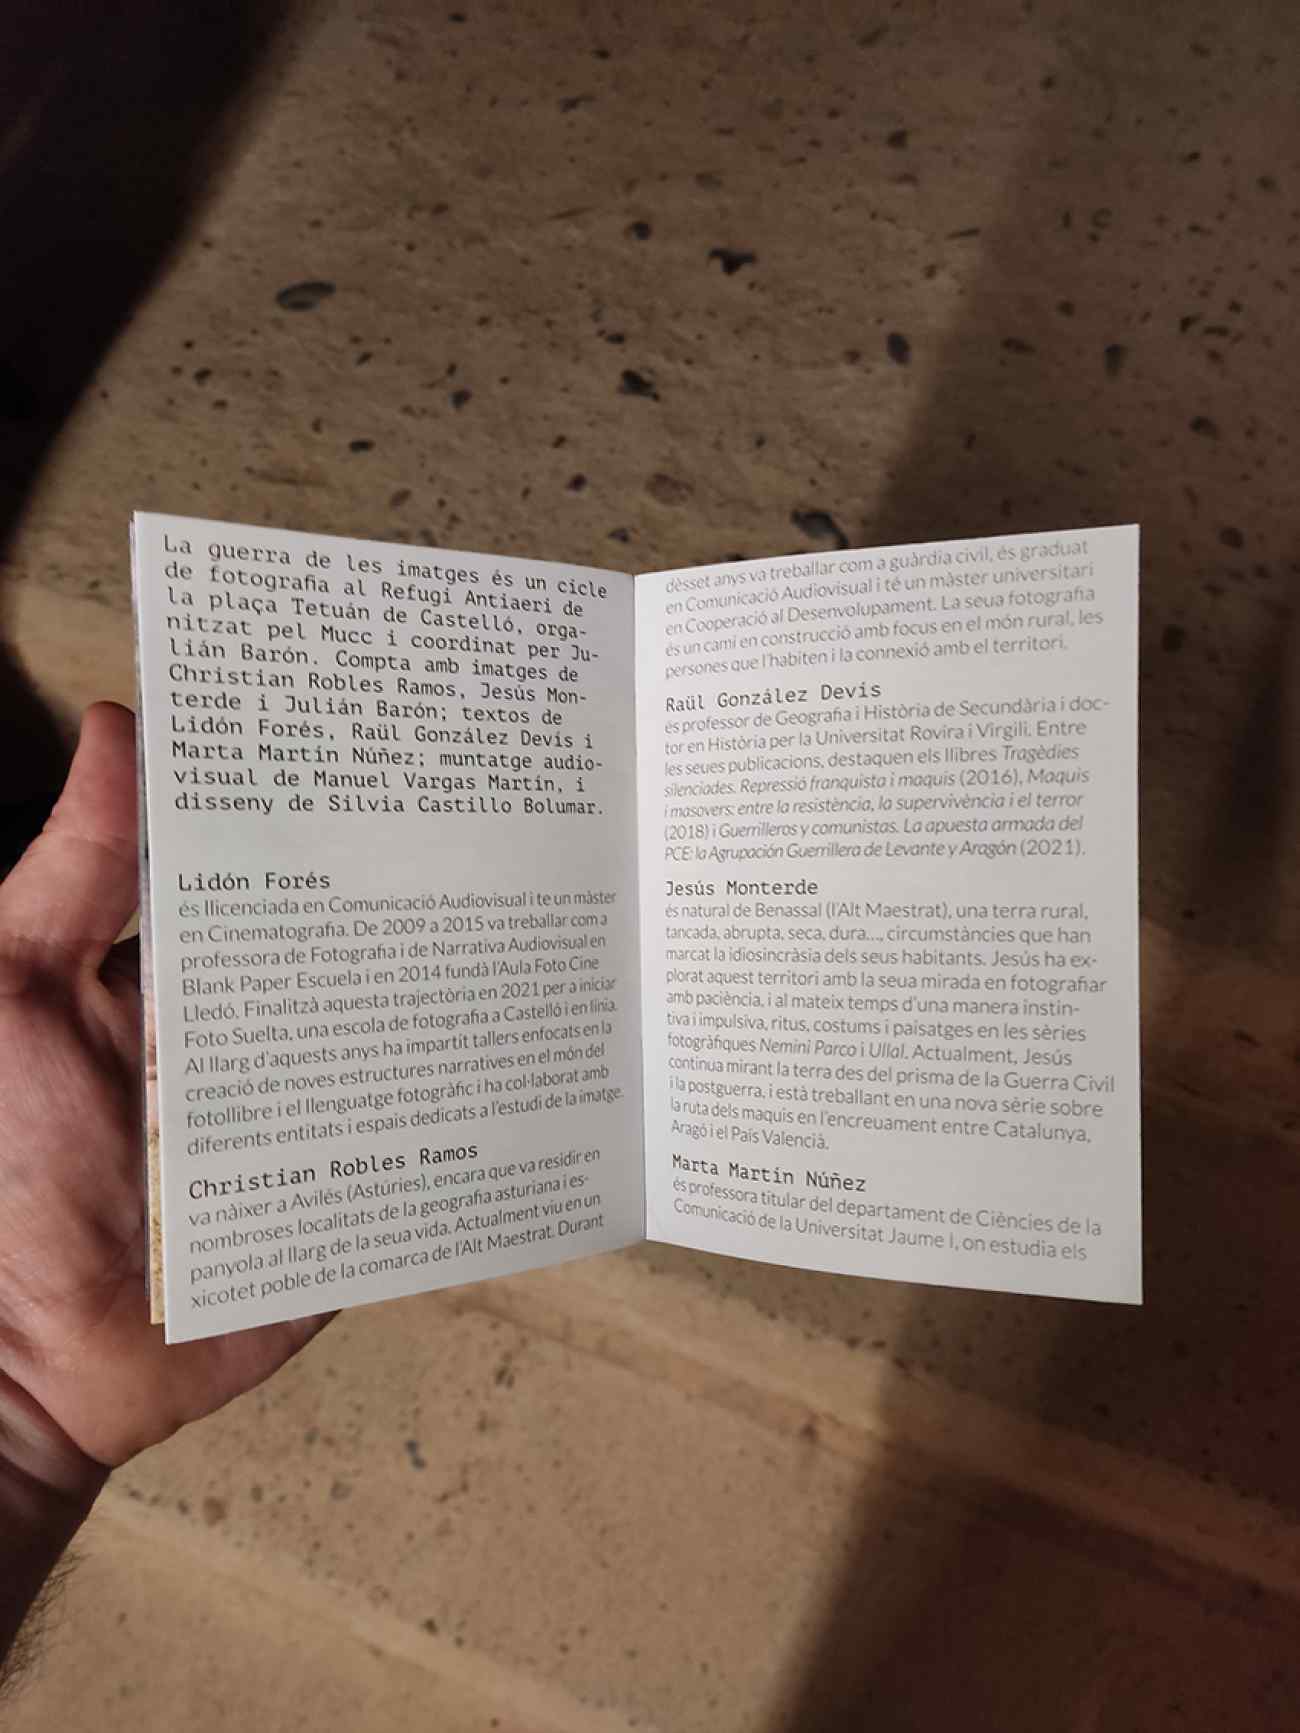 La guerra de les imatges és un cicle
de fotografia al Refugi Antiaeri de
la plaça Tetuán de Castelló, orga-
nitzat pel Mucc i coordinat per Ju-
lián Barón. Compta amb imatges de
Christian Robles Ramos, Jesús Mon-
terde i Julián Barón; textos de
Lidón Forés, Raül González Devís i
Marta Martín Núñez; muntatge audio-
visual de Manuel Vargas Martín, i
disseny de Silvia Castillo Bolumar.
Lidón Forés
és llicenciada en Comunicació Audiovisual i te un màster
en Cinematografia. De 2009 a 2015 va treballar com a
professora de Fotografia i de Narrativa Audiovisual en
Blank Paper Escuela i en 2014 fundà l'Aula Foto Cine
Lledó. Finalitzà aquesta trajectòria en 2021 per a iniciar
Foto Suelta, una escola de fotografia a Castelló i en línia.
Al llarg d'aquests anys ha impartit tallers enfocats en la
creació de noves estructures narratives en el món del
fotollibre i el llenguatge fotogràfic i ha col·laborat amb
diferents entitats i espais dedicats a l'estudi de la imatge.
Christian Robles Ramos
va nàixer a Avilés (Astúries), encara que va residir en
nombroses localitats de la geografia asturiana i es-
panyola al llarg de la seua vida. Actualment viu en un
xicotet poble de la comarca de l'Alt Maestrat. Durant
dèsset anys va treballar com a guàrdia civil, és graduat
en Comunicació Audiovisual i té un màster universitari
en Cooperació al Desenvolupament. La seua fotografia
és un camí en construcció amb focus en el món rural, les
persones que l'habiten i la connexió amb el territori.
Raül González Devís
és professor de Geografia i Història de Secundària i doc-
tor en Història per la Universitat Rovira i Virgili. Entre
les seues publicacions, destaquen els llibres Tragèdies
silenciades. Repressió franquista i maquis (2016), Maquis
i masovers: entre la resistència, la supervivència i el terror
(2018) i Guerrilleros y comunistas. La apuesta armada del
PCE: la Agrupación Guerrillera de Levante y Aragón (2021).
Jesús Monterde
és natural de Benassal (l'Alt Maestrat), una terra rural,
tancada, abrupta, seca, dura..., circumstàncies que han
marcat la idiosincràsia dels seus habitants. Jesús ha ex-
plorat aquest territori amb la seua mirada en fotografiar
amb paciència, i al mateix temps d'una manera instin-
tiva i impulsiva, ritus, costums i paisatges en les sèries
fotogràfiques Nemini Parco i Ullal. Actualment, Jesús
continua mirant la terra des del prisma de la Guerra Civil
i la postguerra, i està treballant en una nova sèrie sobre
la ruta dels maquis en l'encreuament entre Catalunya,
Aragó i el País Valencià.
Marta Martín Núñez
és professora titular del departament de Ciències de la
Comunicació de la Universitat Jaume I, on estudia els